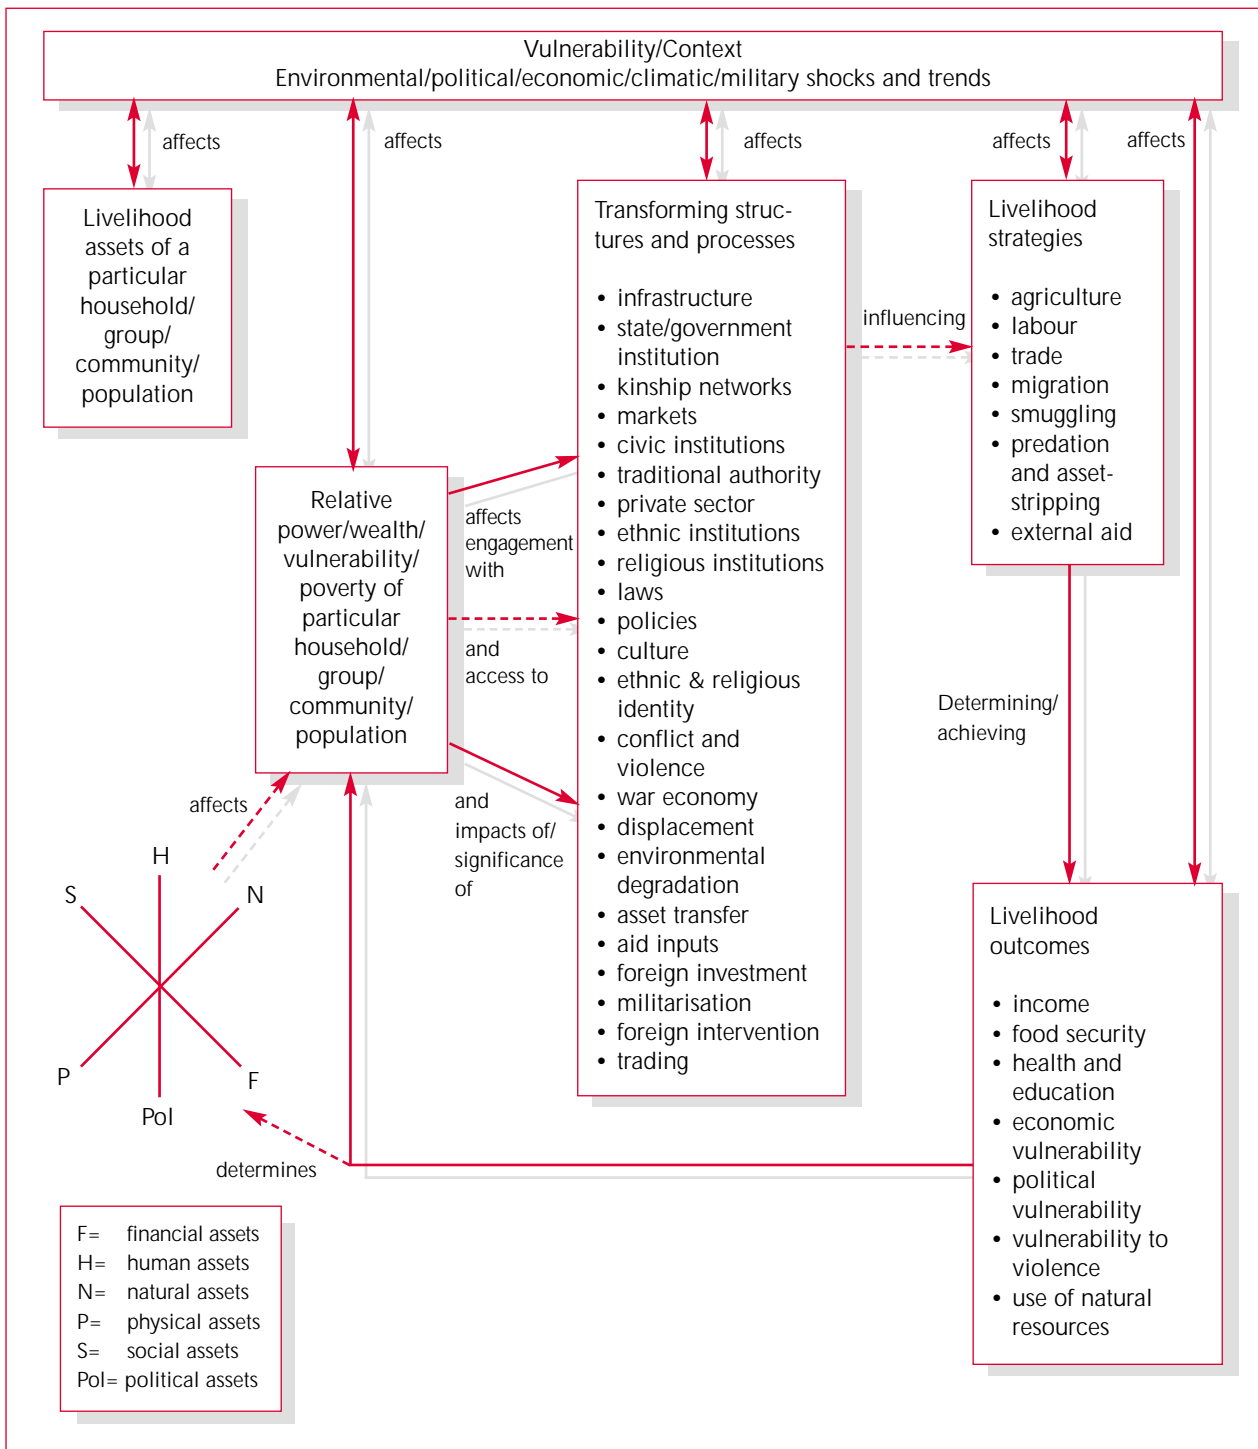 Vulnerability/Context
Environmental/political/economic/climatic/military shocks and trends
affects
affects
affects
affects
affects
Livelihood
assets of a
particular
household/
group/
community/
population
Relative
power/wealth/
vulnerability/
poverty of
particular
household/
group/
community/
population
affects
engagement
with
and
access to
and
impacts of/
significance
of
Transforming struc-
tures and processes
• infrastructure
• state/government
institution
• kinship networks
• markets
• civic institutions
• traditional authority
• private sector
• ethnic institutions
• religious institutions
• laws
• policies
• culture
• ethnic & religious
identity
• conflict and
violence
• war economy
• displacement
• environmental
degradation
• asset transfer
• aid inputs
• foreign investment
• militarisation
• foreign intervention
• trading
influencing
Livelihood
strategies
• agriculture
• labour
• trade
• migration
• smuggling
• predation
and asset-
stripping
• external aid
Determining/
achieving
Livelihood
outcomes
• income
• food security
• health and
education
• economic
vulnerability
• political
vulnerability
• vulnerability to
violence
• use of natural
resources
affects
H
S
N
P
F
Pol
determines
F= financial assets
H= human assets
N= natural assets
P= physical assets
S= social assets
Pol= political assets